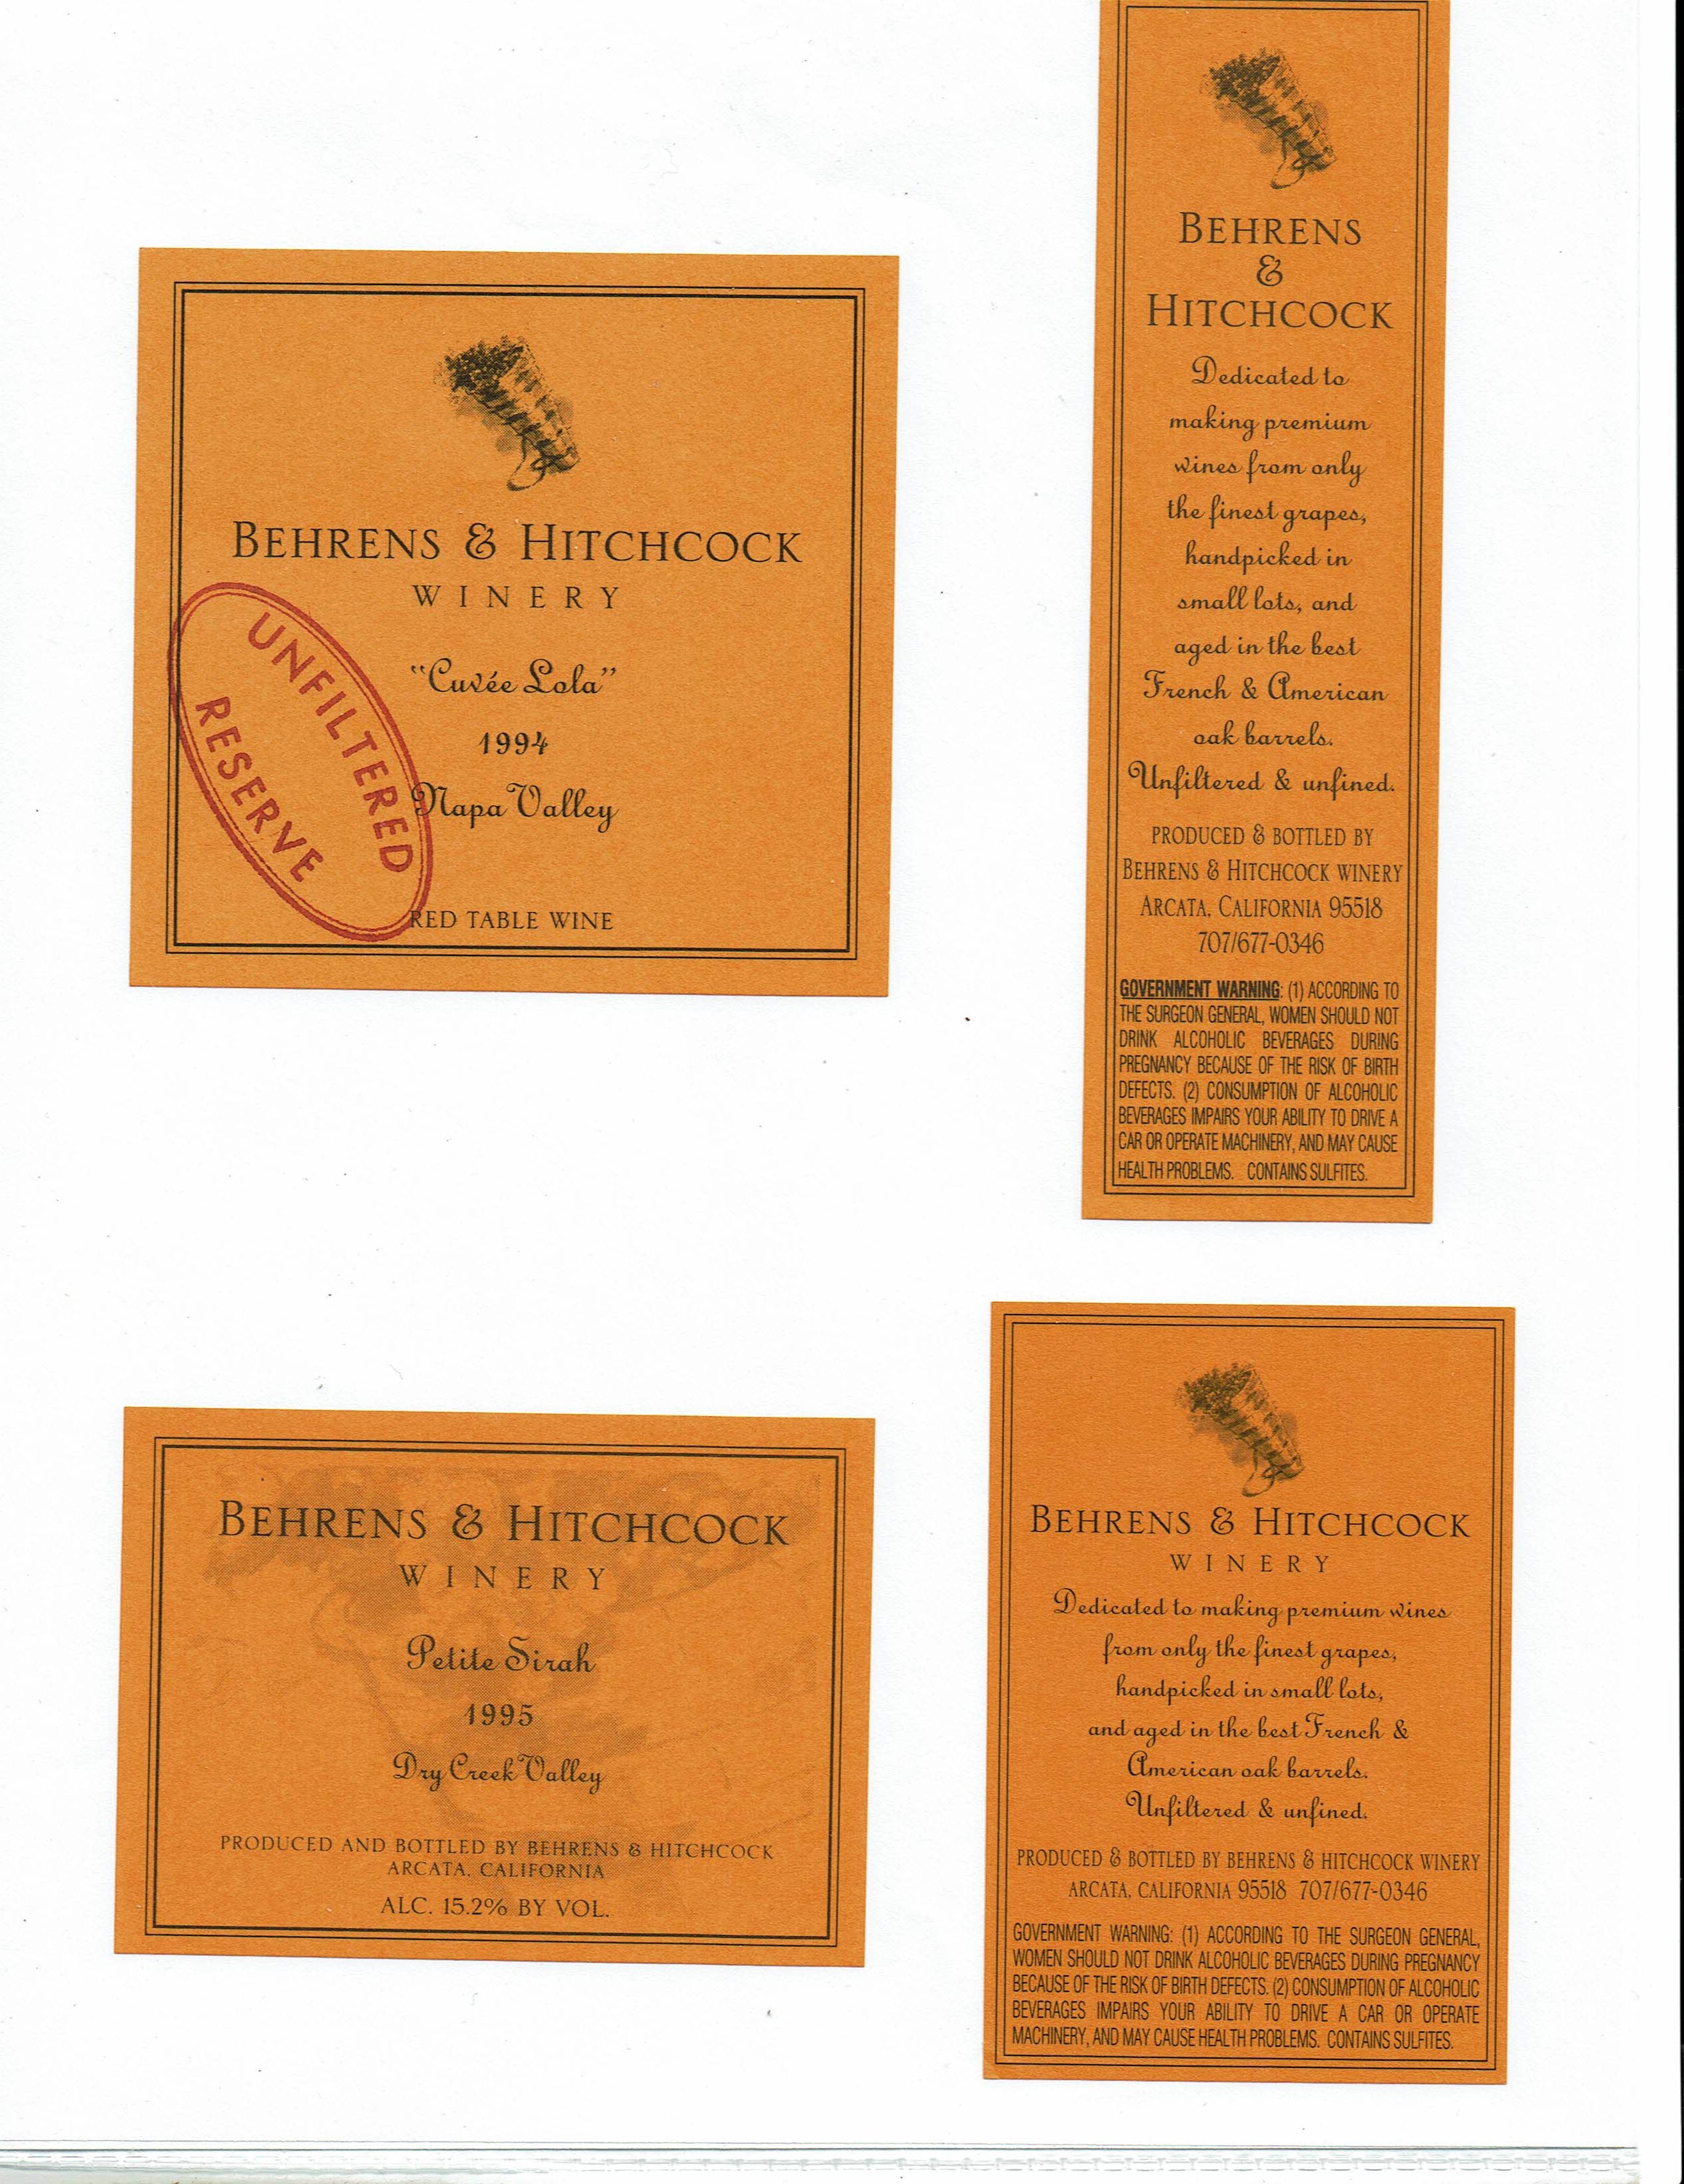 BEHRENS & HITCHCOCK
WINERY
"Cuvée Lola"
1994
Napa Valley
RED TABLE WINE
UNFILTERED
RESERVE
BEHRENS
&
HITCHCOCK
Dedicated to
making premium
wines from only
the finest grapes,
handpicked in
small lots, and
aged in the best
French & American
oak barrels.
Unfiltered & unfined.
PRODUCED & BOTTLED BY
BEHRENS & HITCHCOCK WINERY
ARCATA, CALIFORNIA 95518
707/677-0346
GOVERNMENT WARNING: (1) ACCORDING TO
THE SURGEON GENERAL, WOMEN SHOULD NOT
DRINK ALCOHOLIC BEVERAGES DURING
PREGNANCY BECAUSE OF THE RISK OF BIRTH
DEFECTS. (2) CONSUMPTION OF ALCOHOLIC
BEVERAGES IMPAIRS YOUR ABILITY TO DRIVE A
CAR OR OPERATE MACHINERY, AND MAY CAUSE
HEALTH PROBLEMS. CONTAINS SULFITES.
BEHRENS & HITCHCOCK
WINERY
Petite Sirah
1995
Dry Creek Valley
PRODUCED AND BOTTLED BY BEHRENS & HITCHCOCK
ARCATA, CALIFORNIA
ALC. 15.2% BY VOL.
BEHRENS & HITCHCOCK
WINERY
Dedicated to making premium wines
from only the finest grapes,
handpicked in small lots,
and aged in the best French &
American oak barrels.
Unfiltered & unfined.
PRODUCED & BOTTLED BY BEHRENS & HITCHCOCK WINERY
ARCATA, CALIFORNIA 95518 707/677-0346
GOVERNMENT WARNING: (1) ACCORDING TO THE SURGEON GENERAL,
WOMEN SHOULD NOT DRINK ALCOHOLIC BEVERAGES DURING PREGNANCY
BECAUSE OF THE RISK OF BIRTH DEFECTS. (2) CONSUMPTION OF ALCOHOLIC
BEVERAGES IMPAIRS YOUR ABILITY TO DRIVE A CAR OR OPERATE
MACHINERY, AND MAY CAUSE HEALTH PROBLEMS. CONTAINS SULFITES.